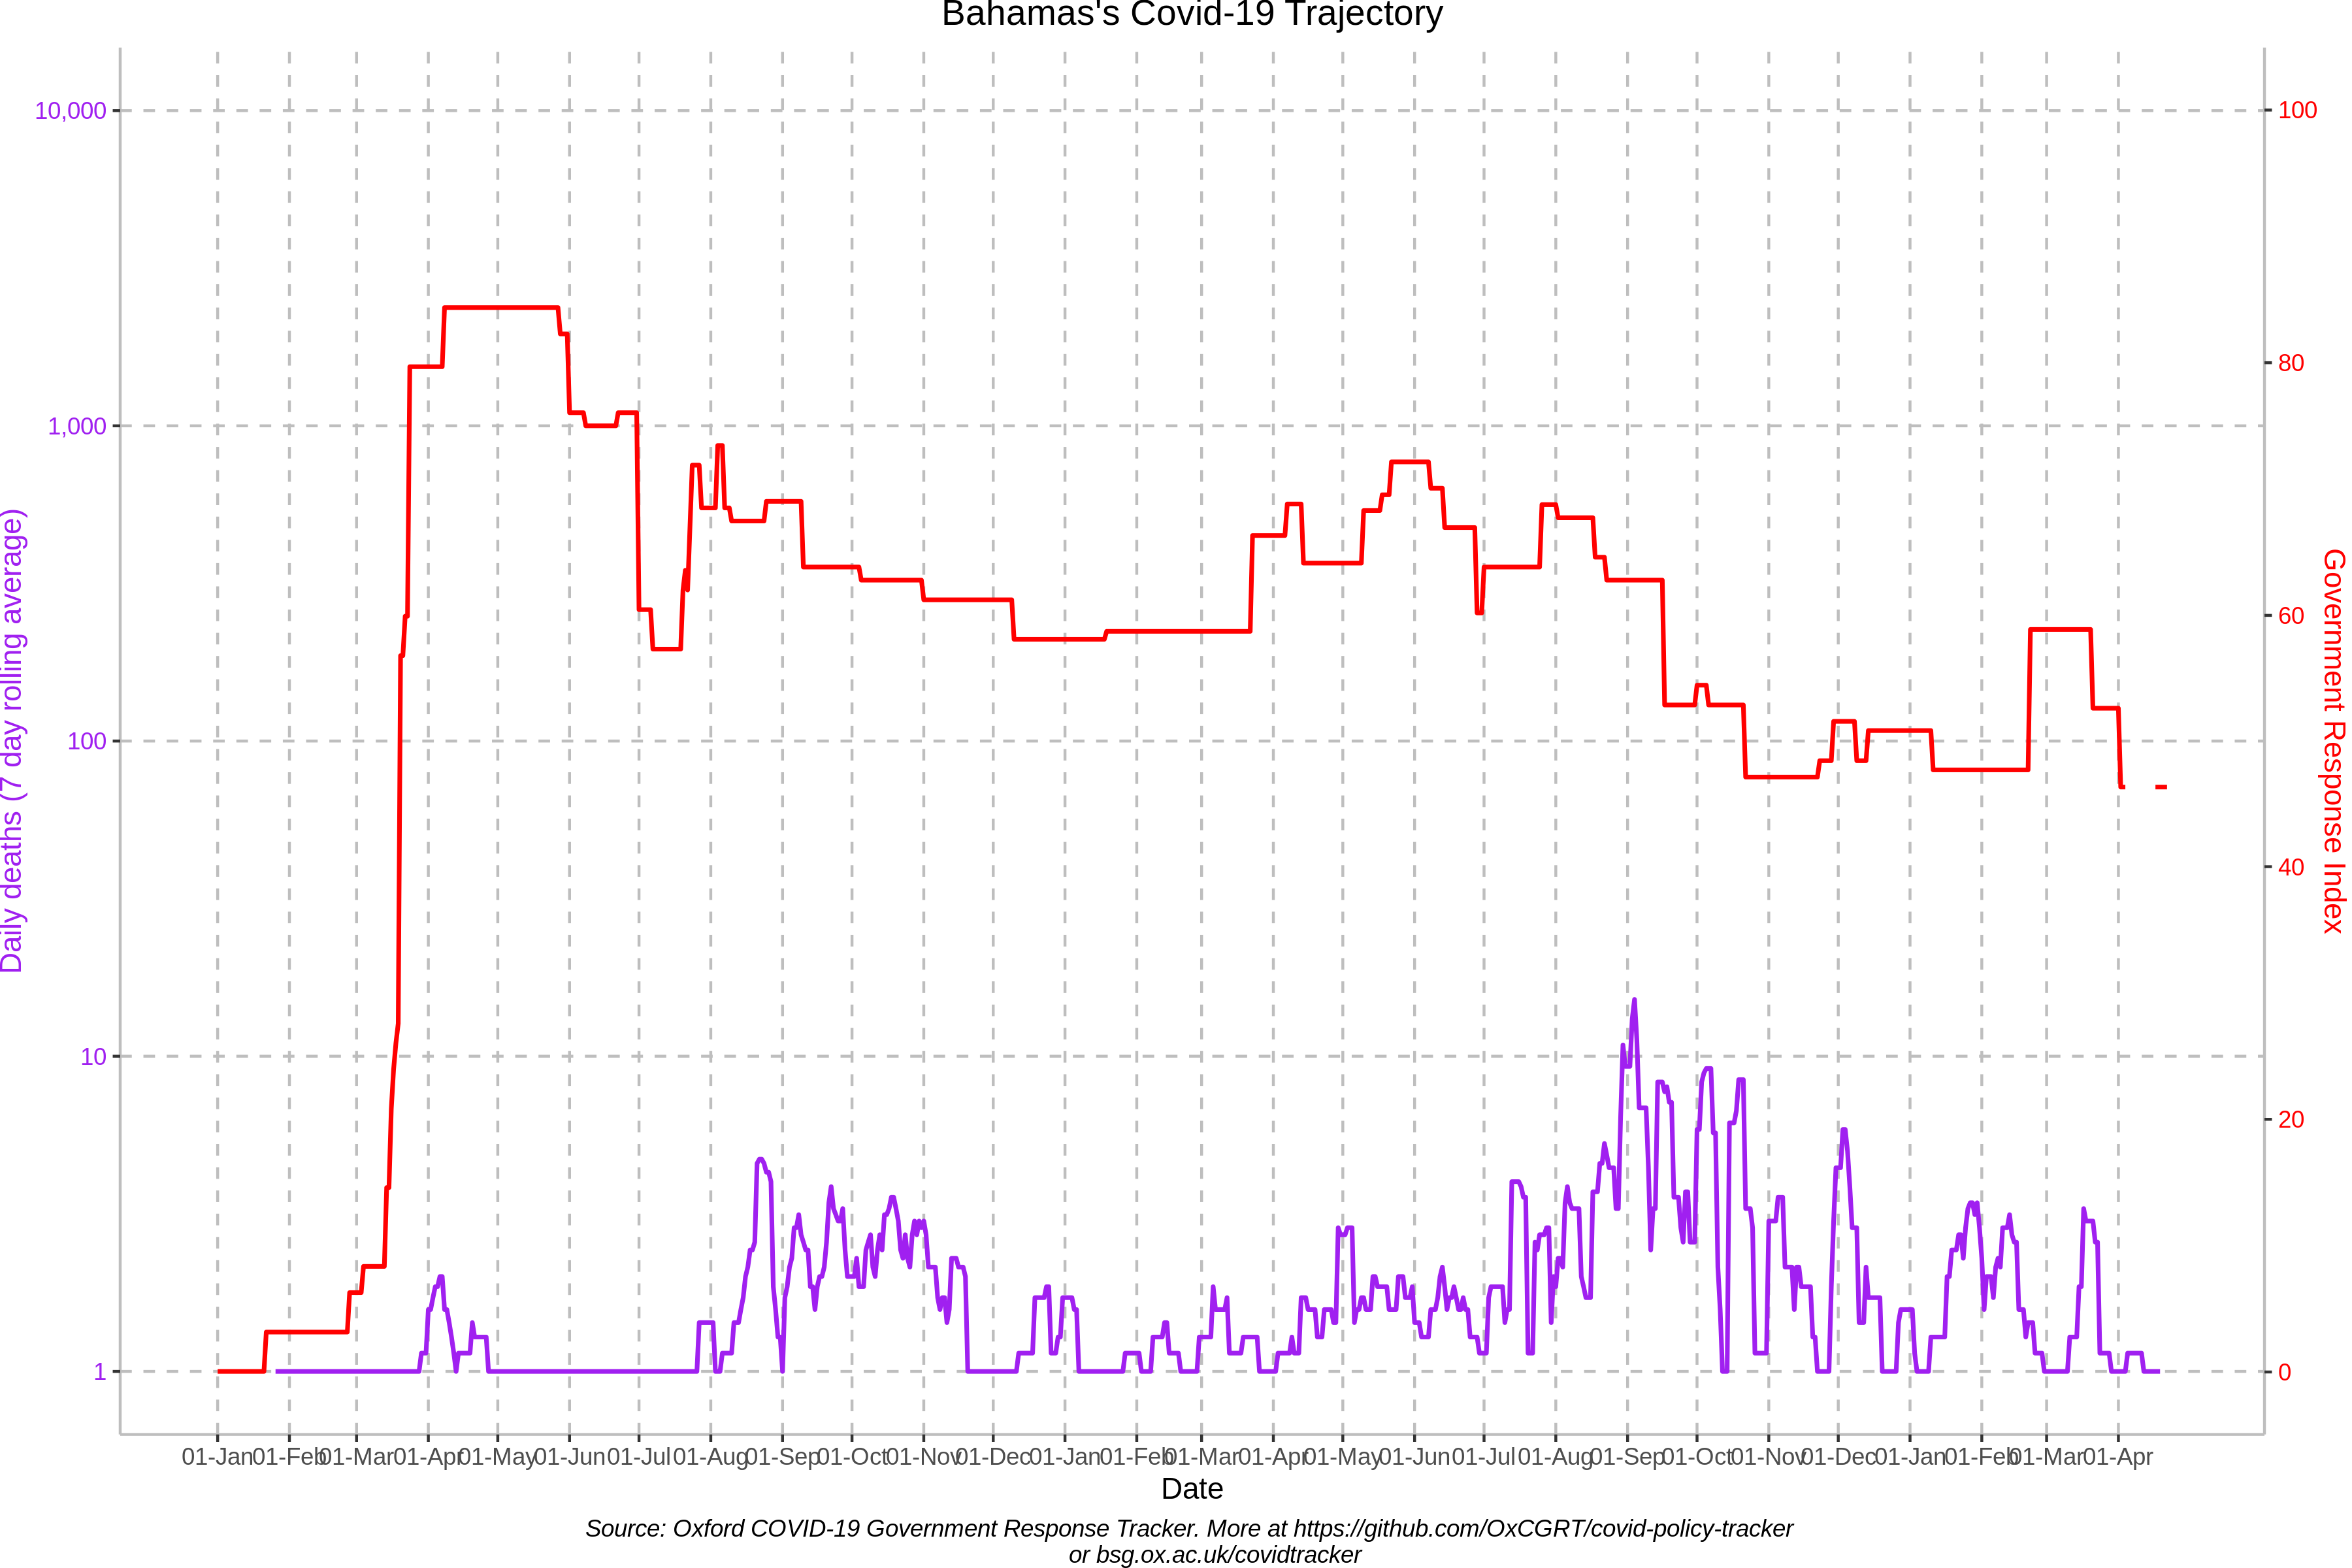 Bahamas's Covid-19 Trajectory
Daily deaths (7 day rolling average)
10,000
1,000
100
10
1
Government Response Index
100
80
60
40
20
0
01-Jan 01-Feb 01-Mar 01-Apr 01-May 01-Jun 01-Jul 01-Aug 01-Sep 01-Oct 01-Nov 01-Dec 01-Jan 01-Feb 01-Mar 01-Apr 01-May 01-Jun 01-Jul 01-Aug 01-Sep 01-Oct 01-Nov 01-Dec 01-Jan 01-Feb 01-Mar 01-Apr
Date
Source: Oxford COVID-19 Government Response Tracker. More at https://github.com/OxCGRT/covid-policy-tracker
or bsg.ox.ac.uk/covidtracker